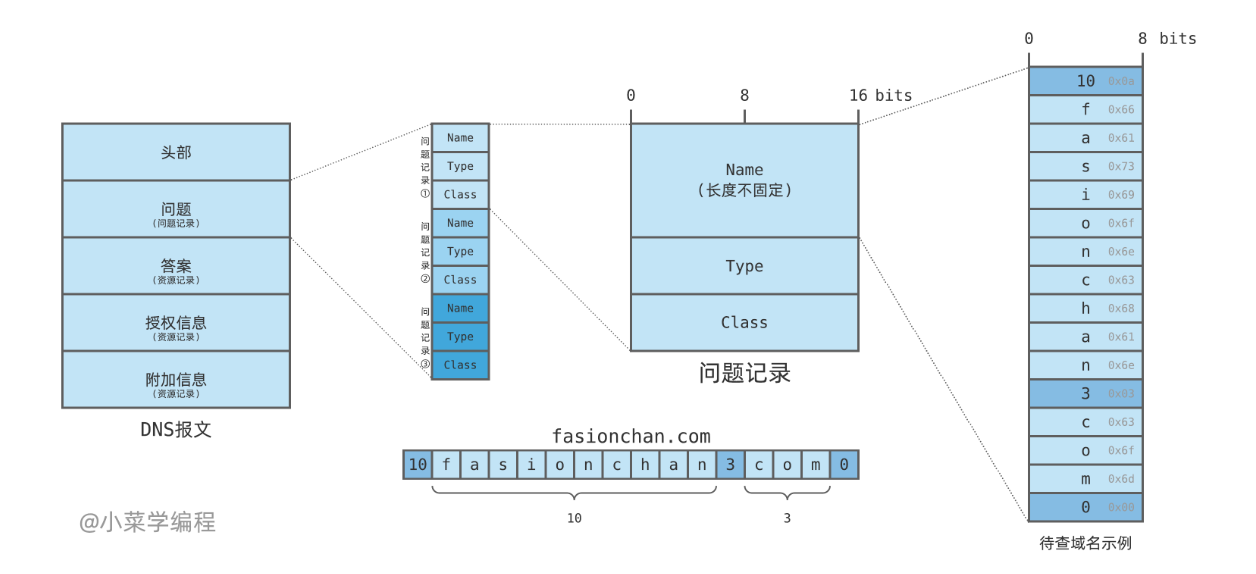 头部
问题
(问题记录)
答案
(资源记录)
授权信息
(资源记录)
附加信息
(资源记录)
DNS报文
问题记录①
Name
Type
Class
问题记录②
Name
Type
Class
问题记录③
Name
Type
Class
0 8 16 bits
Name
(长度不固定)
Type
Class
问题记录
fasionchan.com
10 f a s i o n c h a n 3 c o m 0
10 3
0 8 bits
10 0x0a
f 0x66
a 0x61
s 0x73
i 0x69
o 0x6f
n 0x6e
c 0x63
h 0x68
a 0x61
n 0x6e
3 0x03
c 0x63
o 0x6f
m 0x6d
0 0x00
待查域名示例
@小菜学编程